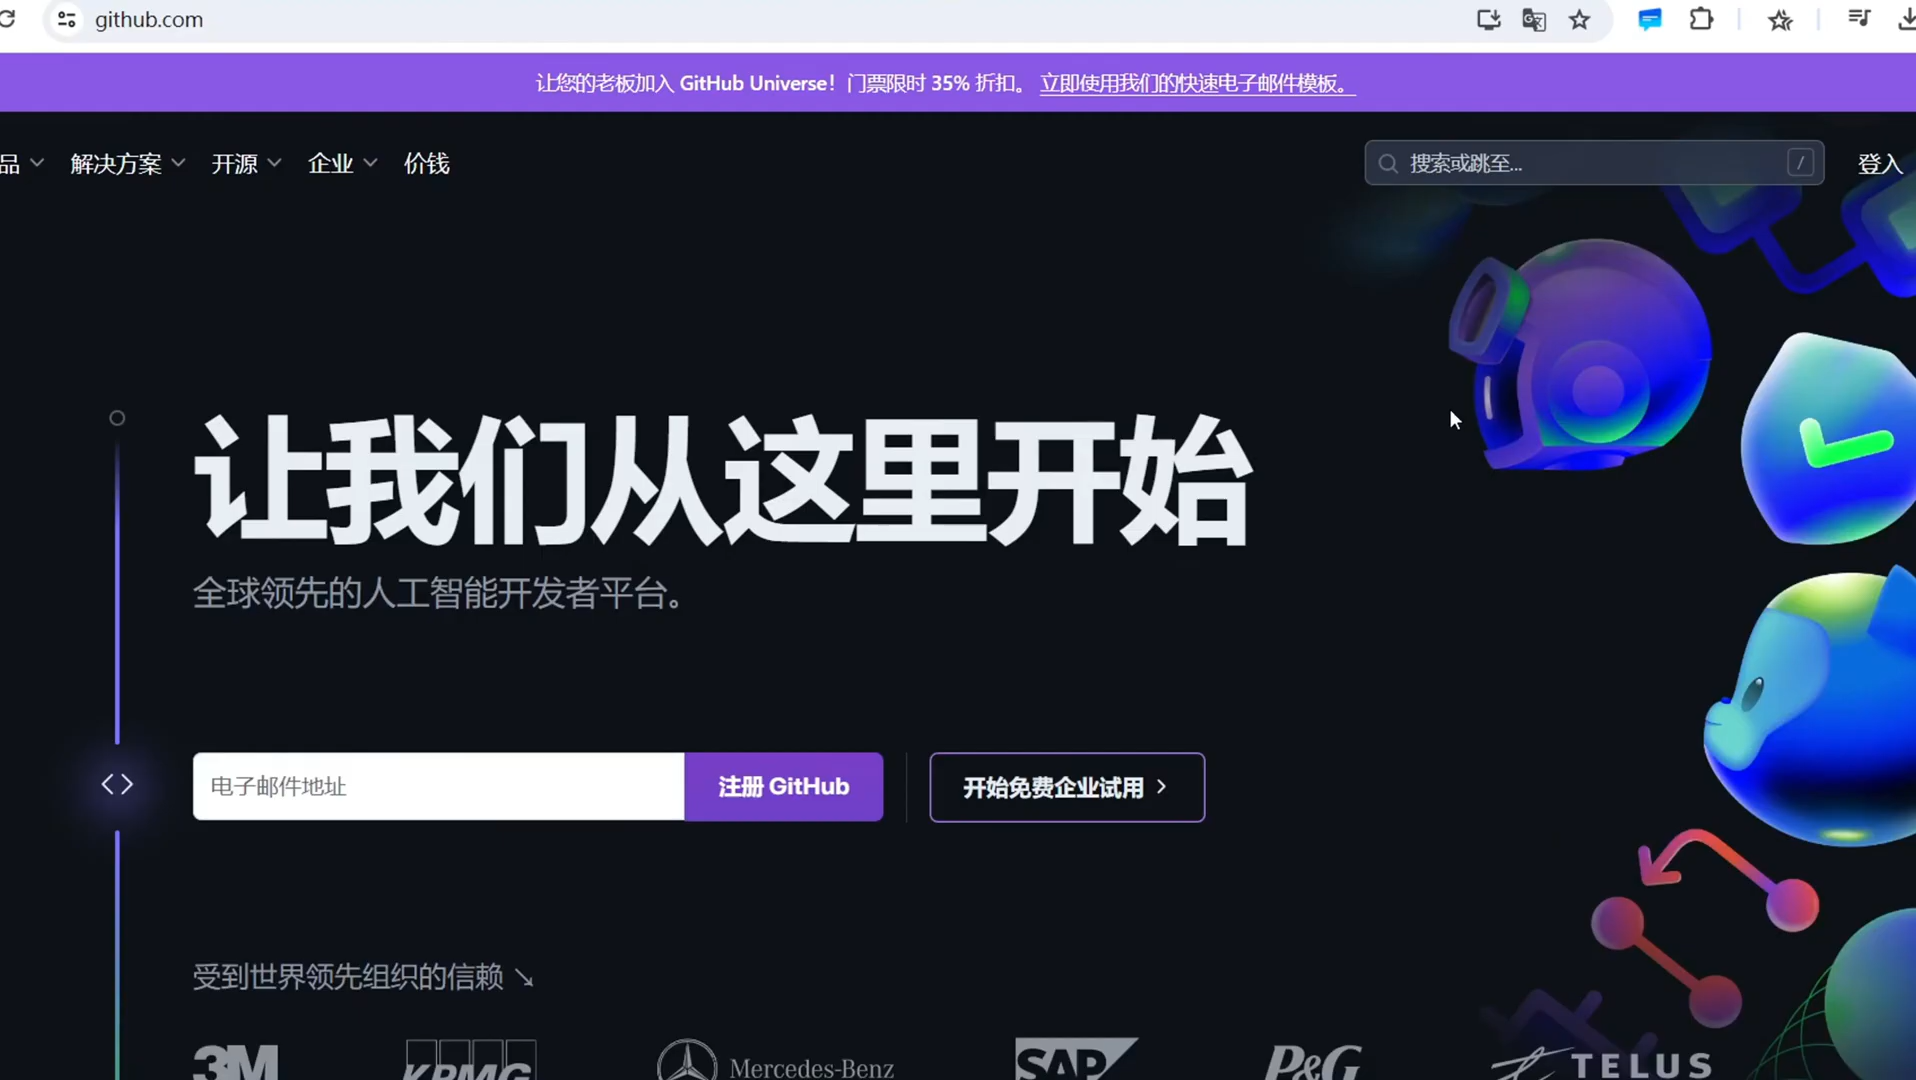 github.com
让您的老板加入 GitHub Universe！门票限时 35% 折扣。 立即使用我们的快速电子邮件模板。
品 解决方案 开源 企业 价钱 搜索或跳至... / 登入
让我们从这里开始
全球领先的人工智能开发者平台。
电子邮件地址 注册 GitHub 开始免费企业试用
受到世界领先组织的信赖
3M KPMG Mercedes-Benz SAP P&G TELUS